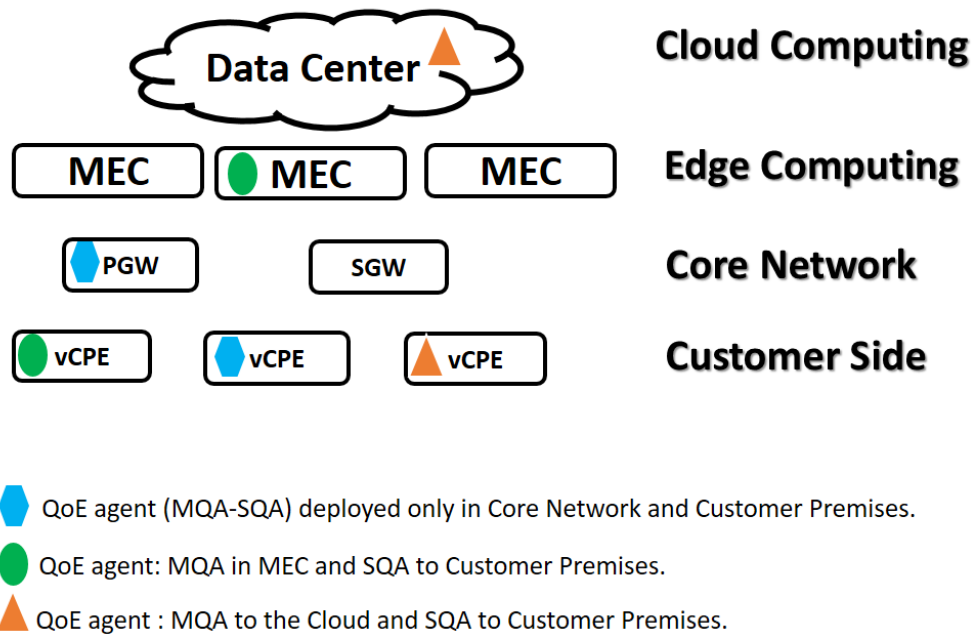 Data Center
Cloud Computing
MEC MEC MEC
Edge Computing
PGW SGW
Core Network
vCPE vCPE vCPE
Customer Side
QoE agent (MQA-SQA) deployed only in Core Network and Customer Premises.
QoE agent: MQA in MEC and SQA to Customer Premises.
QoE agent : MQA to the Cloud and SQA to Customer Premises.